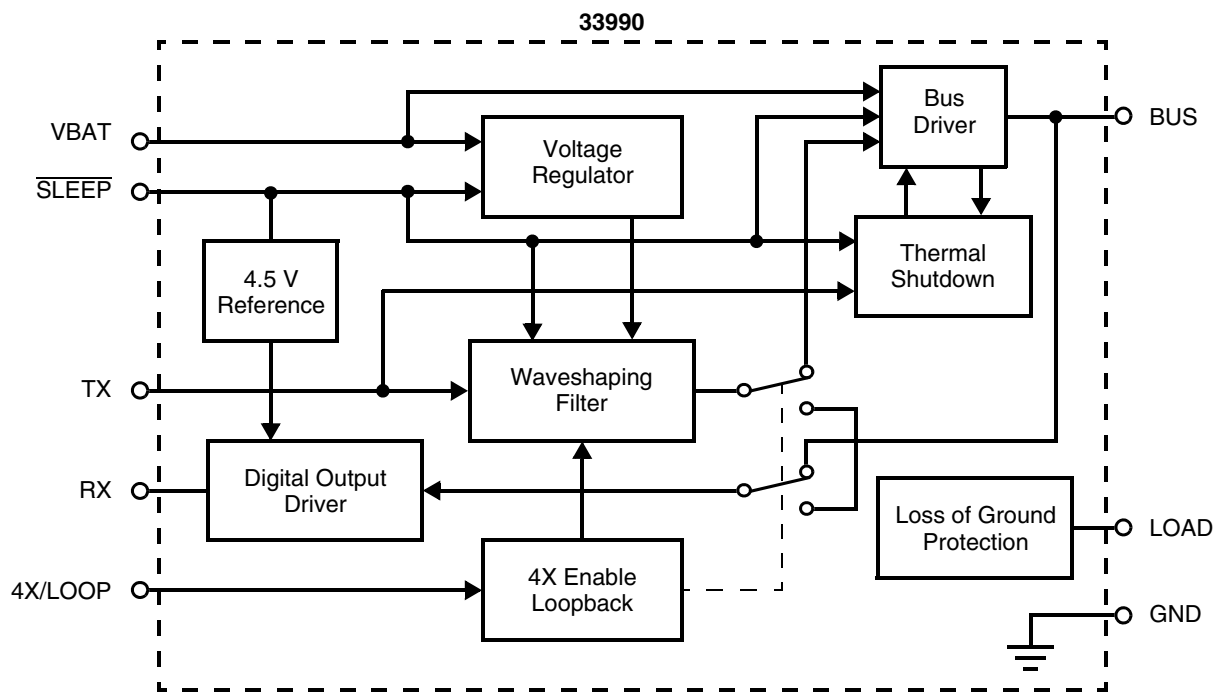 33990
VBAT
SLEEP
TX
RX
4X/LOOP
4.5 V
Reference
Voltage
Regulator
Bus
Driver
Thermal
Shutdown
Waveshaping
Filter
Digital Output
Driver
4X Enable
Loopback
Loss of Ground
Protection
BUS
LOAD
GND